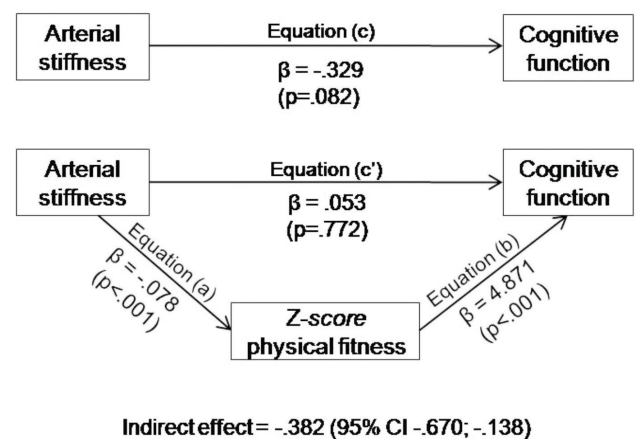 Arterial
stiffness
Equation (c)
β = -.329
(p=.082)
Cognitive
function
Arterial
stiffness
Equation (c')
β = .053
(p=.772)
Cognitive
function
Equation (a)
β = -.078
(p<.001)
Equation (b)
β = 4.871
(p<.001)
Z-score
physical fitness
Indirect effect = -.382 (95% CI -.670; -.138)